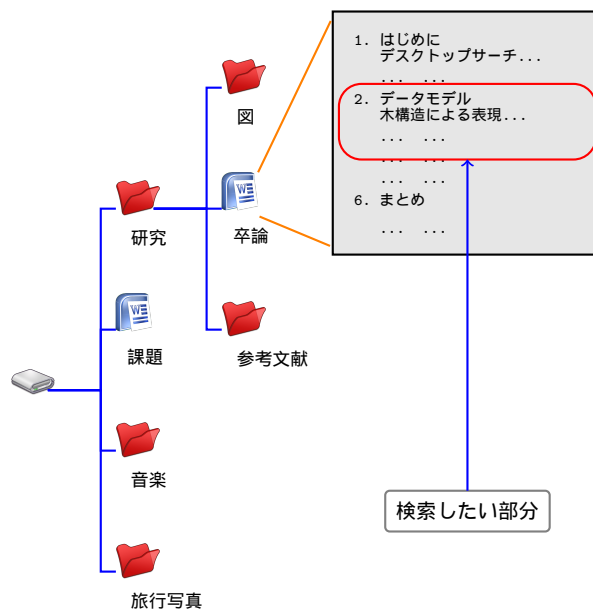 1. はじめに
デスクトップサーチ...
... ...
2. データモデル
木構造による表現...
... ...
... ...
... ...
6. まとめ
... ...
図
卒論
参考文献
研究
課題
音楽
旅行写真
検索したい部分
W
W